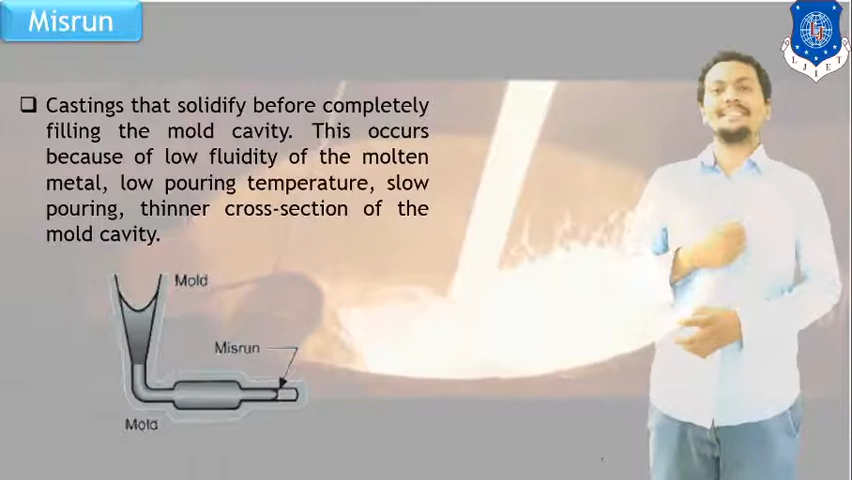 Misrun
LJIET
❑ Castings that solidify before completely
filling the mold cavity. This occurs
because of low fluidity of the molten
metal, low pouring temperature, slow
pouring, thinner cross-section of the
mold cavity.
Mold
Misrun
Mold